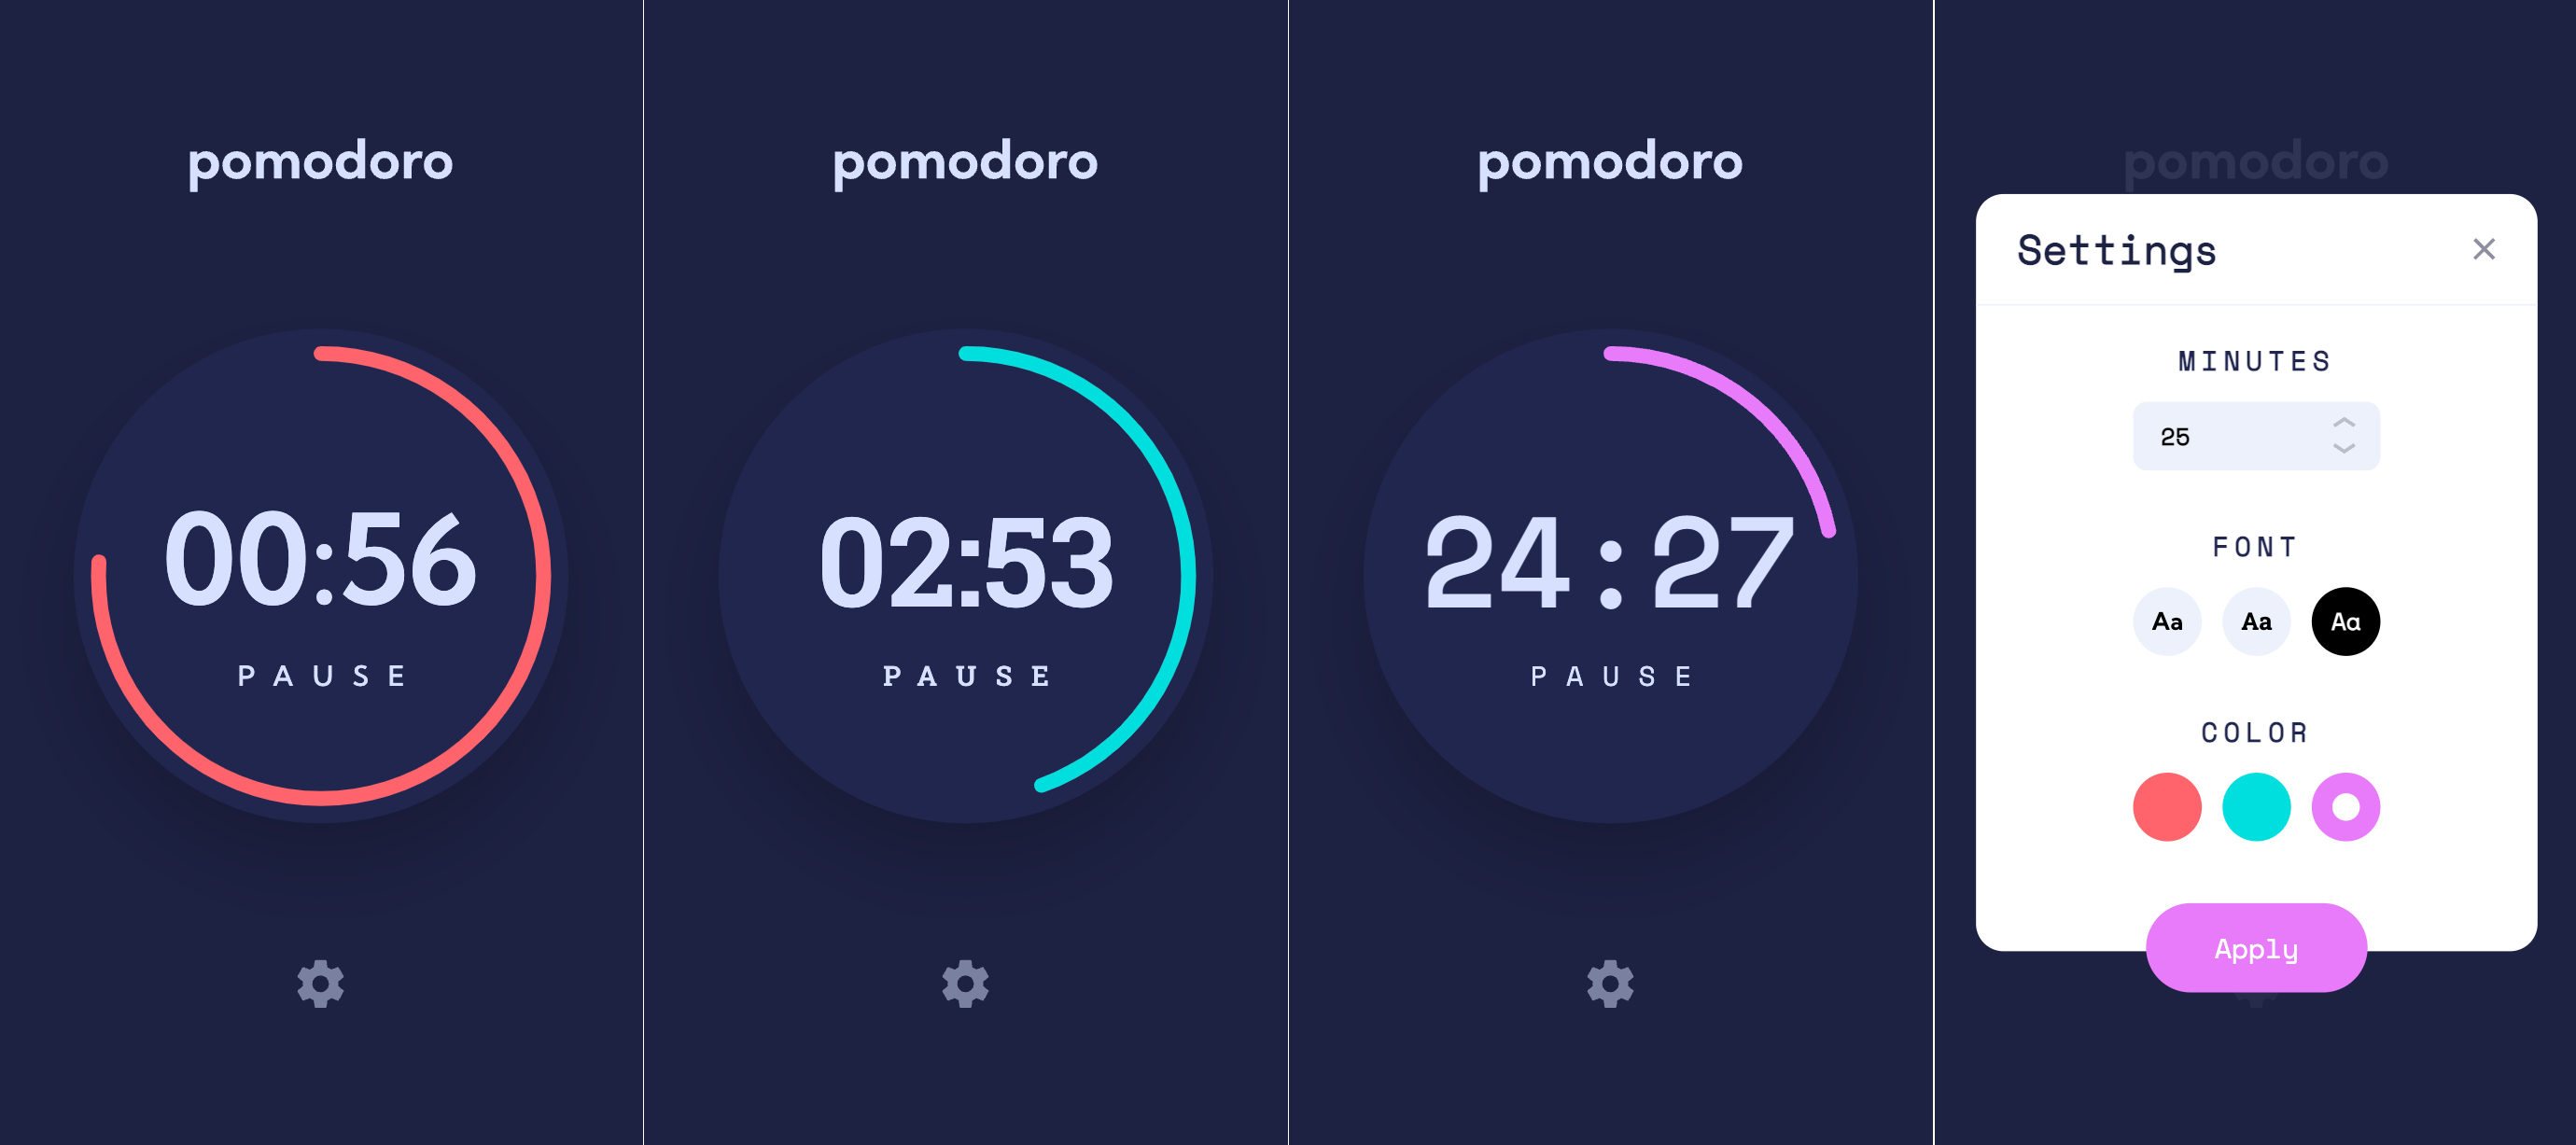 pomodoro
00:56
PAUSE
pomodoro
02:53
PAUSE
pomodoro
24:27
PAUSE
pomodoro
Settings
MINUTES
25
FONT
Aa Aa Aa
COLOR
Apply